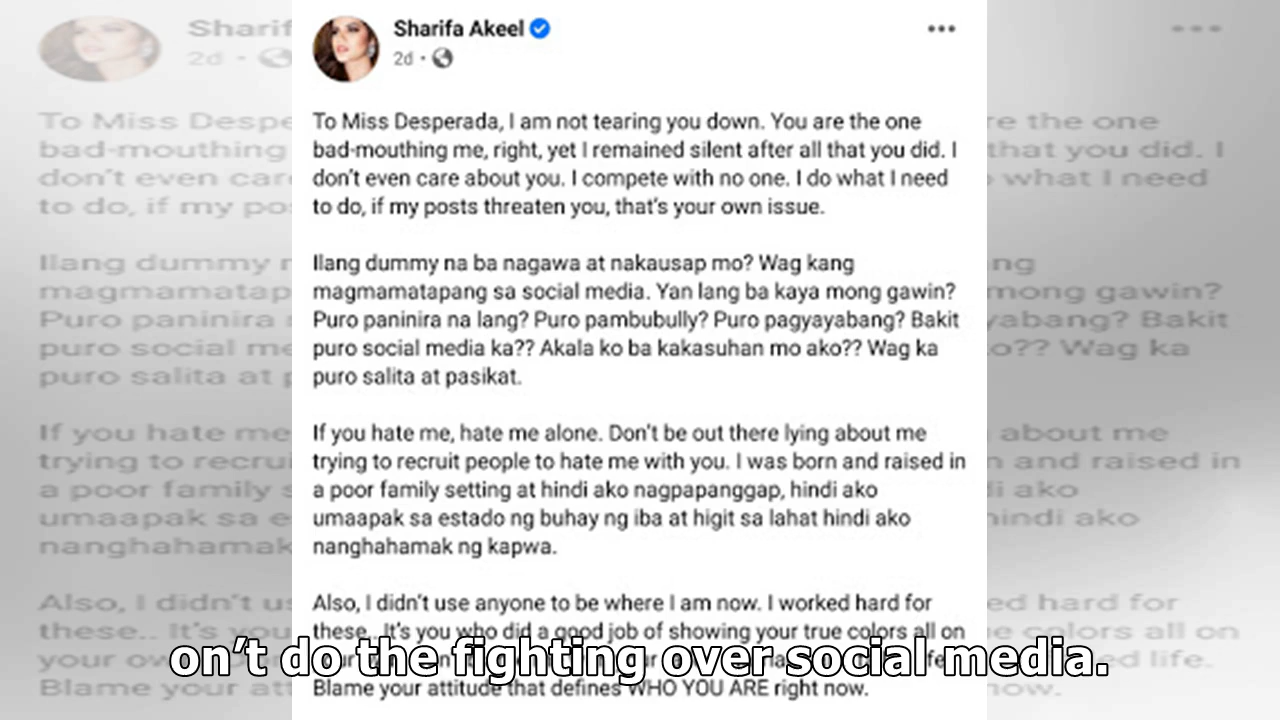 Sharifa Akeel
2d
To Miss Desperada, I am not tearing you down. You are the one
bad-mouthing me, right, yet I remained silent after all that you did. I
don't even care about you. I compete with no one. I do what I need
to do, if my posts threaten you, that's your own issue.
Ilang dummy na ba nagawa at nakausap mo? Wag kang
magmamatapang sa social media. Yan lang ba kaya mong gawin?
Puro paninira na lang? Puro pambubully? Puro pagyayabang? Bakit
puro social media ka?? Akala ko ba kakasuhan mo ako?? Wag ka
puro salita at pasikat.
If you hate me, hate me alone. Don't be out there lying about me
trying to recruit people to hate me with you. I was born and raised in
a poor family setting at hindi ako nagpapanggap, hindi ako
umaapak sa estado ng buhay ng iba at higit sa lahat hindi ako
nanghahamak ng kapwa.
Also, I didn't use anyone to be where I am now. I worked hard for
these.. It's you who did a good job of showing your true colors all on
on't do the fighting over social media.
Blame your attitude that defines WHO YOU ARE right now.